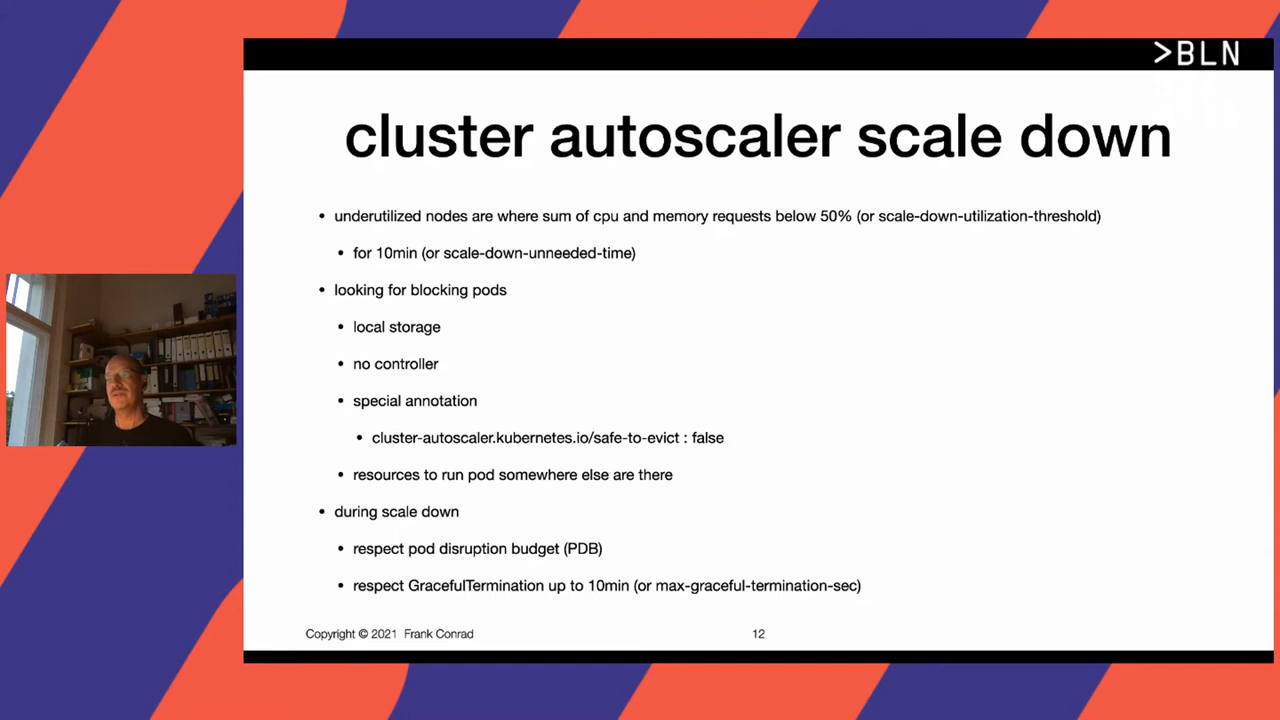 >BLN
cluster autoscaler scale down
• underutilized nodes are where sum of cpu and memory requests below 50% (or scale-down-utilization-threshold)
• for 10min (or scale-down-unneeded-time)
• looking for blocking pods
• local storage
• no controller
• special annotation
• cluster-autoscaler.kubernetes.io/safe-to-evict : false
• resources to run pod somewhere else are there
• during scale down
• respect pod disruption budget (PDB)
• respect GracefulTermination up to 10min (or max-graceful-termination-sec)
Copyright © 2021 Frank Conrad
12